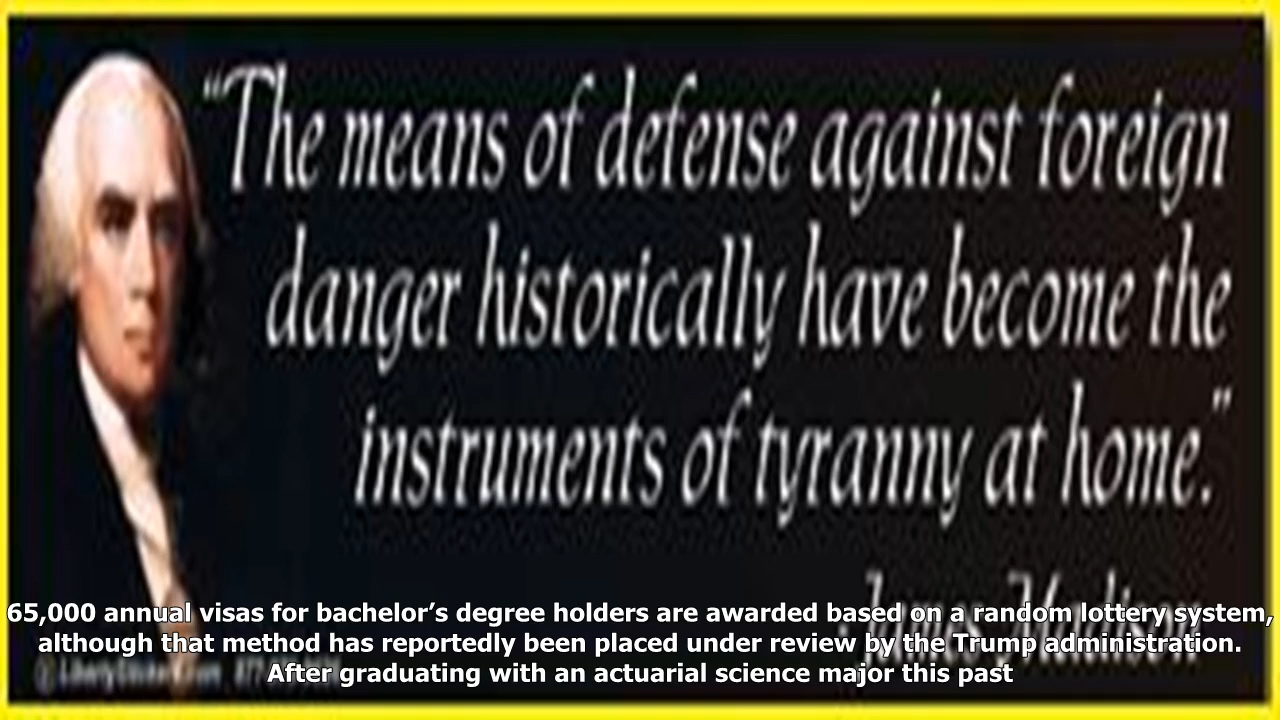 “The means of defense against foreign
danger historically have become the
instruments of tyranny at home.”
65,000 annual visas for bachelor’s degree holders are awarded based on a random lottery system,
although that method has reportedly been placed under review by the Trump administration.
After graduating with an actuarial science major this past